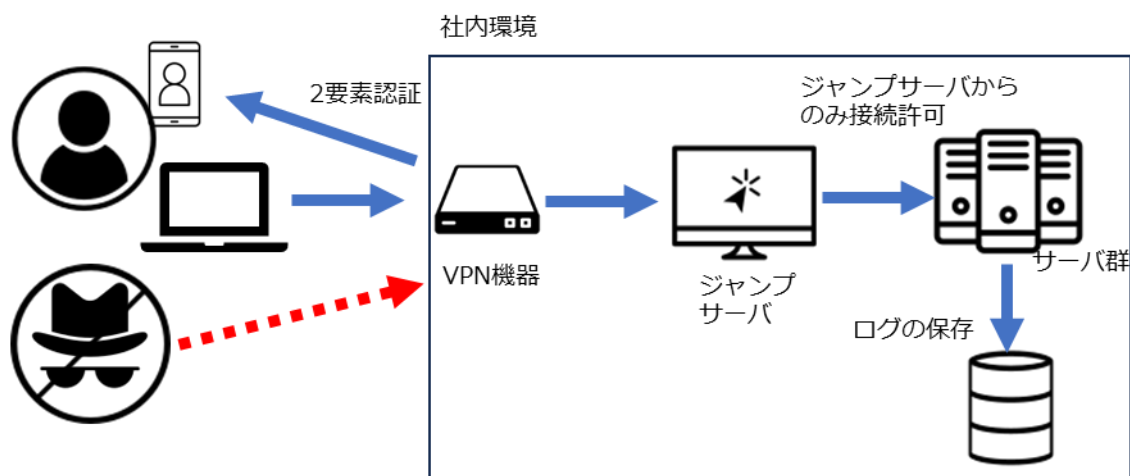 社内環境
2要素認証
ジャンプサーバから
のみ接続許可
VPN機器
ジャンプ
サーバ
サーバ群
ログの保存